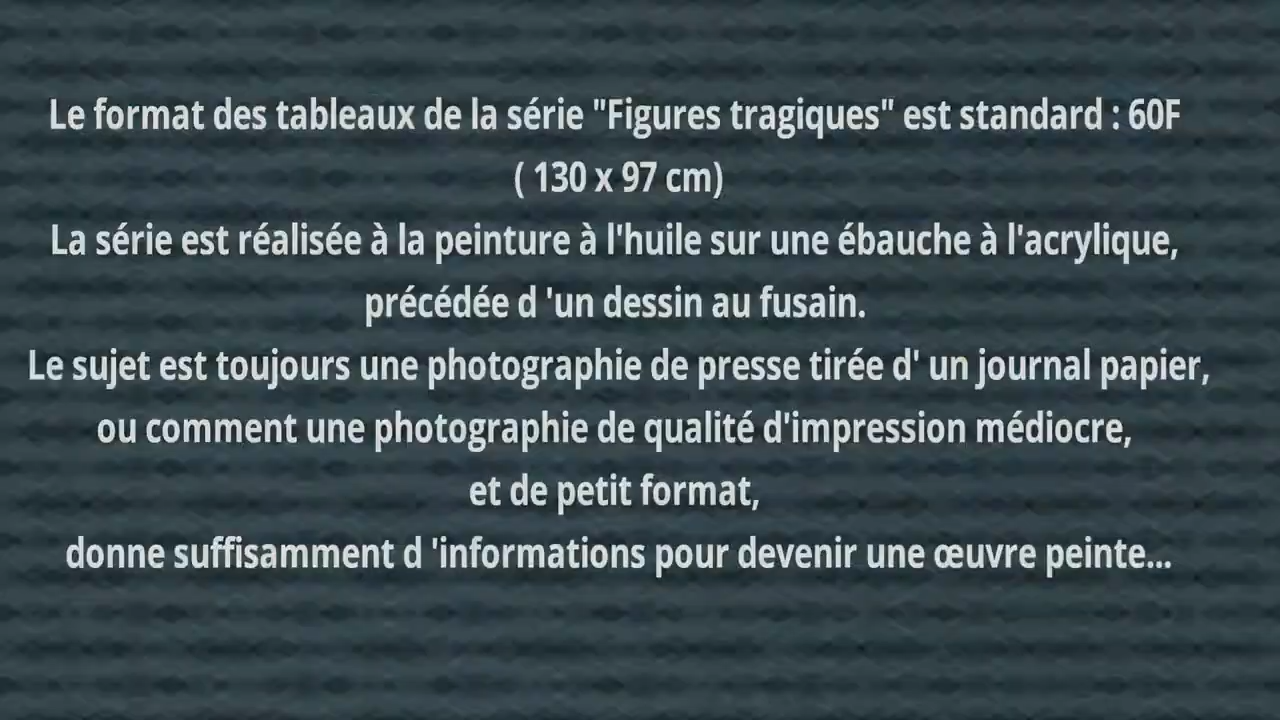 Le format des tableaux de la série "Figures tragiques" est standard : 60F
( 130 x 97 cm)
La série est réalisée à la peinture à l'huile sur une ébauche à l'acrylique,
précédée d 'un dessin au fusain.
Le sujet est toujours une photographie de presse tirée d' un journal papier,
ou comment une photographie de qualité d'impression médiocre,
et de petit format,
donne suffisamment d 'informations pour devenir une œuvre peinte...